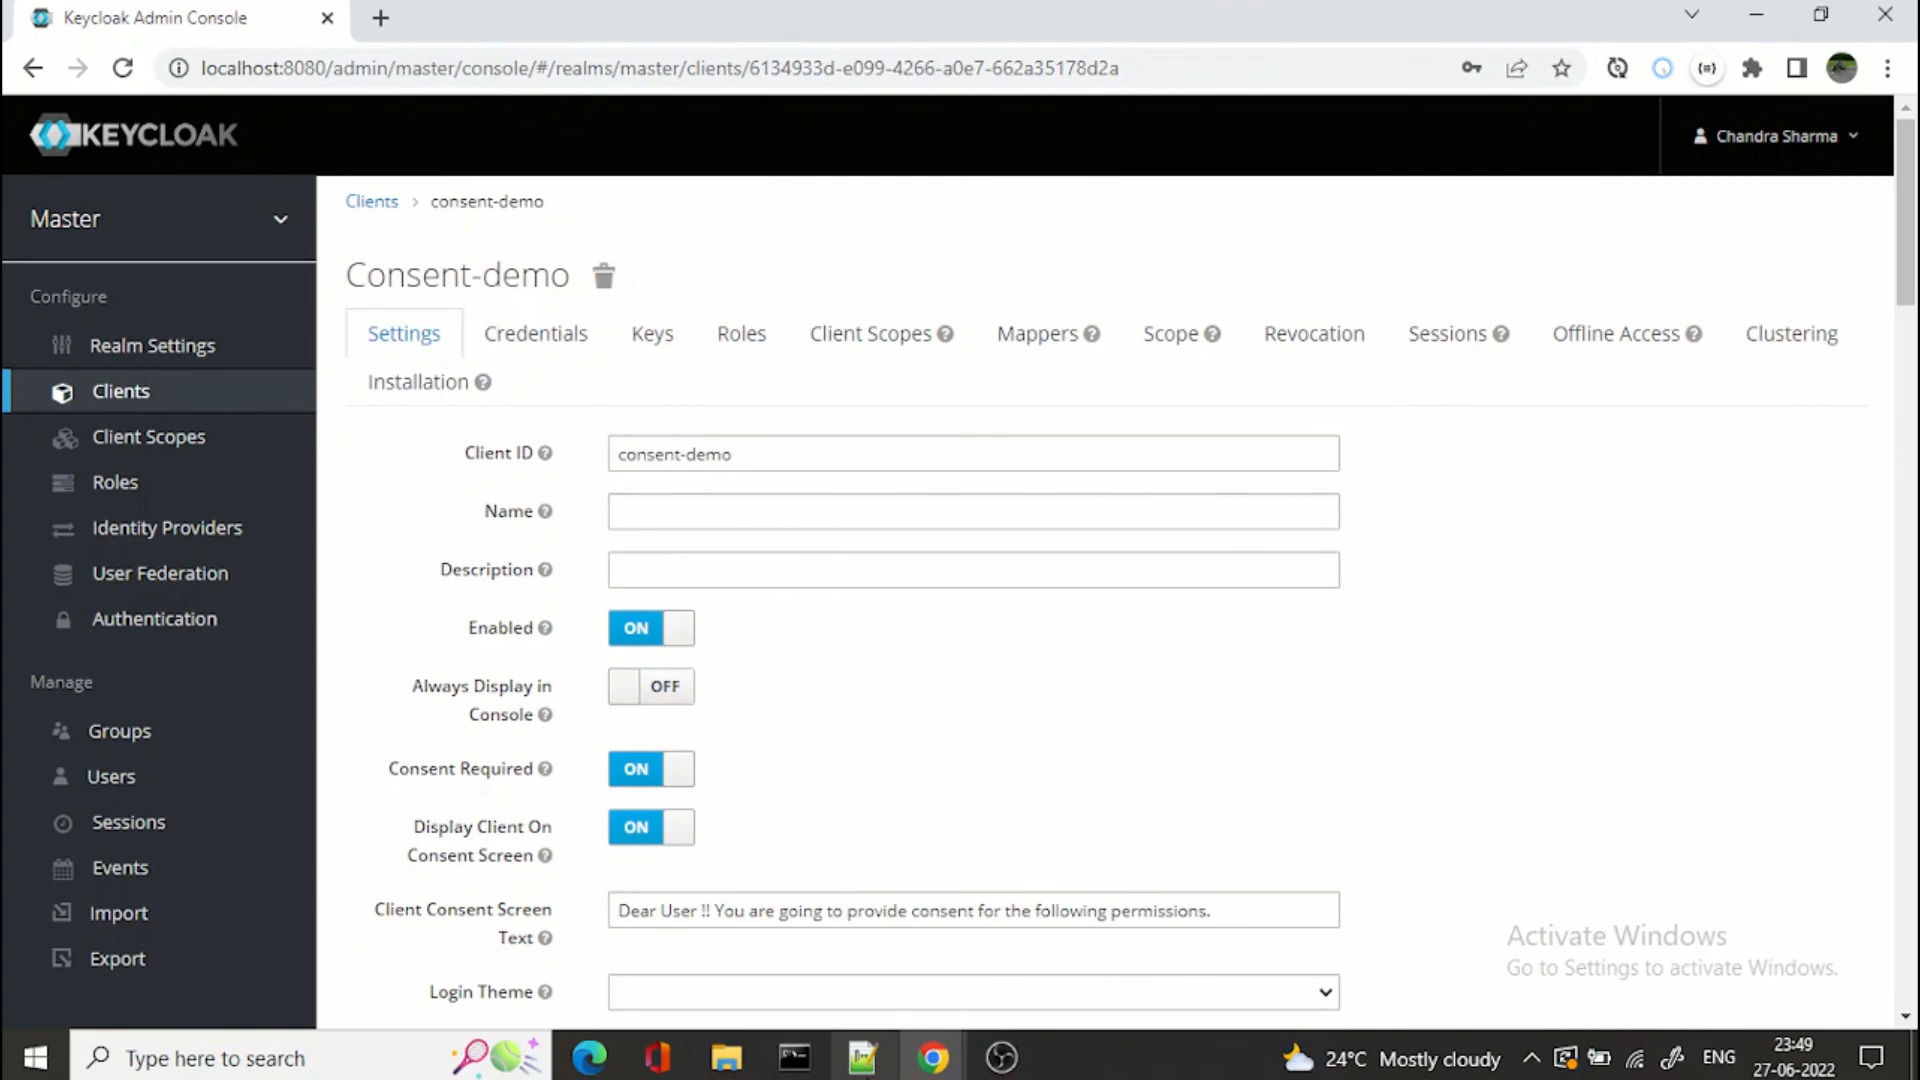 Keycloak Admin Console
localhost:8080/admin/master/console/#/realms/master/clients/6134933d-e099-4266-a0e7-662a35178d2a
KEYCLOAK
Chandra Sharma
Master
Clients > consent-demo
Consent-demo
Settings Credentials Keys Roles Client Scopes Mappers Scope Revocation Sessions Offline Access Clustering
Installation
Configure
Realm Settings
Clients
Client Scopes
Roles
Identity Providers
User Federation
Authentication
Manage
Groups
Users
Sessions
Events
Import
Export
Client ID consent-demo
Name
Description
Enabled ON
Always Display in
Console
OFF
Consent Required ON
Display Client On
Consent Screen
ON
Client Consent Screen
Text
Dear User !! You are going to provide consent for the following permissions.
Login Theme
Activate Windows
Go to Settings to activate Windows.
Type here to search
24°C Mostly cloudy
ENG
23:49
27-06-2022